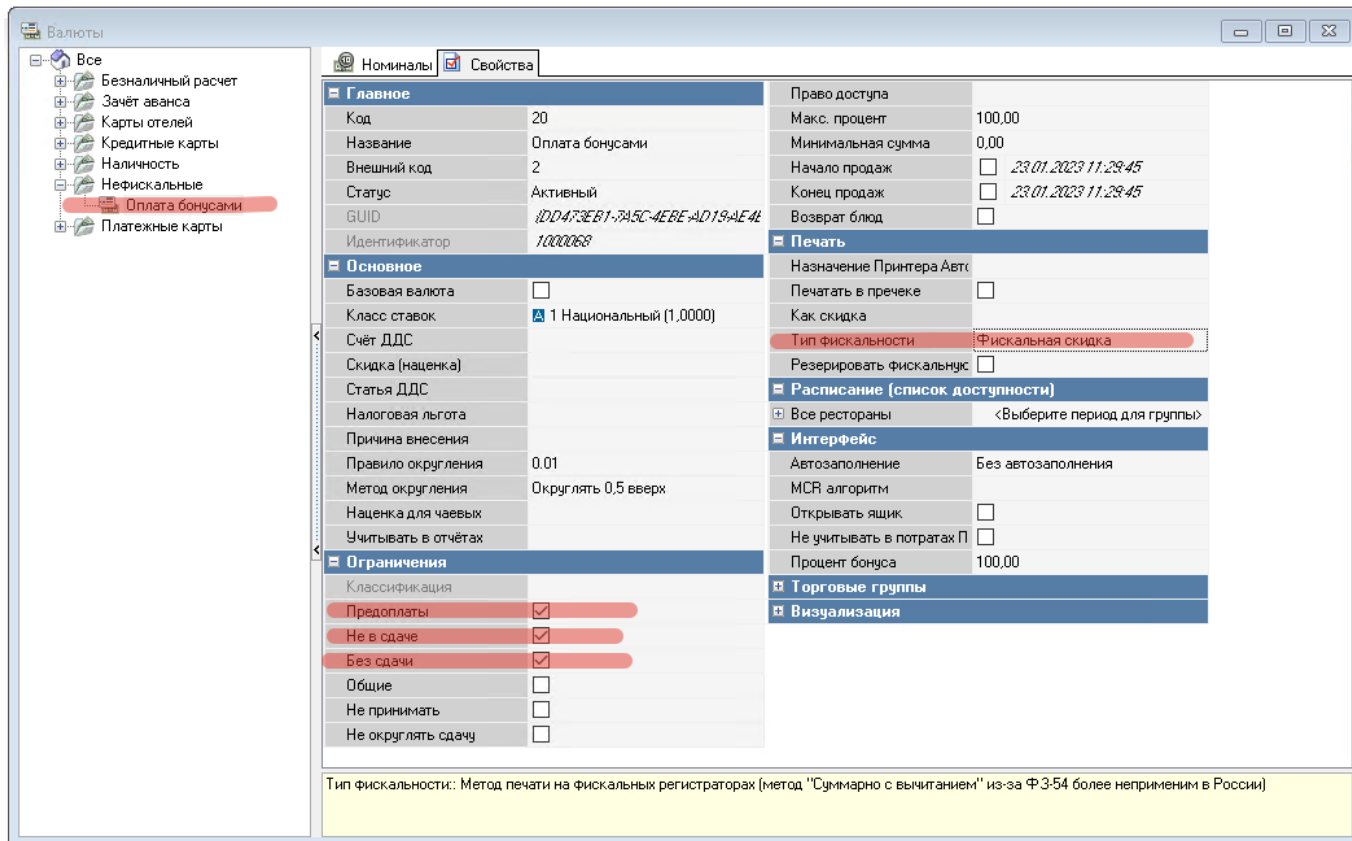 Валюты
Все
Безналичный расчет
Зачёт аванса
Карты отелей
Кредитные карты
Наличность
Нефискальные
Оплата бонусами
Платежные карты
Номиналы Свойства
Главное
Код 20
Название Оплата бонусами
Внешний код 2
Статус Активный
GUID {DD473EB1-7A5C-4EBE-AD19-AE4E
Идентификатор 1000068
Основное
Базовая валюта
Класс ставок A 1 Национальный (1,0000)
Счёт ДДС
Скидка (наценка)
Статья ДДС
Налоговая льгота
Причина внесения
Правило округления 0.01
Метод округления Округлять 0,5 вверх
Наценка для чаевых
Учитывать в отчётах
Ограничения
Классификация
Предоплаты
Не в сдаче
Без сдачи
Общие
Не принимать
Не округлять сдачу
Право доступа
Макс. процент 100,00
Минимальная сумма 0,00
Начало продаж 23.01.2023 11:29:45
Конец продаж 23.01.2023 11:29:45
Возврат блюд
Печать
Назначение Принтера Авто
Печатать в пречеке
Как скидка
Тип фискальности Фискальная скидка
Резерировать фискальную
Расписание (список доступности)
Все рестораны <Выберите период для группы>
Интерфейс
Автозаполнение Без автозаполнения
MCR алгоритм
Открывать ящик
Не учитывать в потратах П
Процент бонуса 100,00
Торговые группы
Визуализация
Тип фискальности:: Метод печати на фискальных регистраторах (метод "Суммарно с вычитанием" из-за ФЗ-54 более неприменим в России)